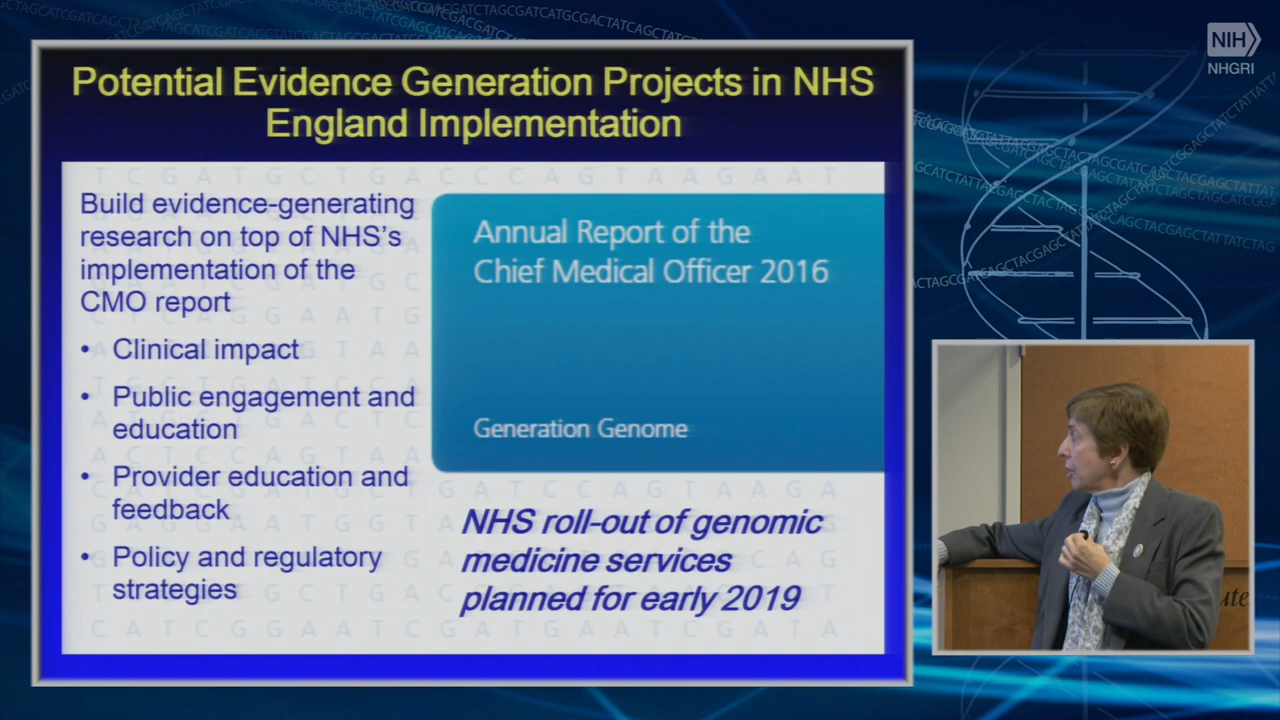 NIH
NHGRI
Potential Evidence Generation Projects in NHS
England Implementation
Build evidence-generating
research on top of NHS's
implementation of the
CMO report
• Clinical impact
• Public engagement and
education
• Provider education and
feedback
• Policy and regulatory
strategies
Annual Report of the
Chief Medical Officer 2016
Generation Genome
NHS roll-out of genomic
medicine services
planned for early 2019